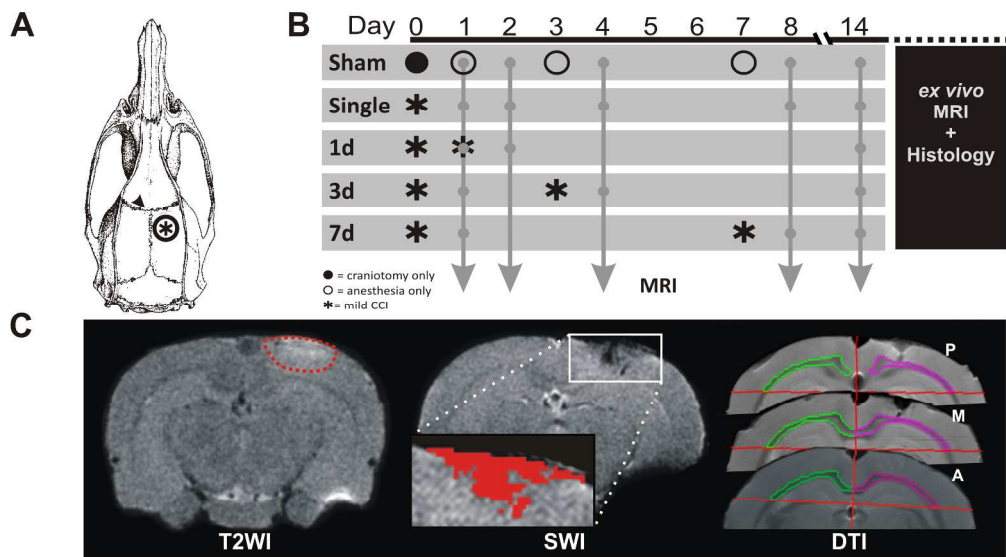 A
B
Day 0 1 2 3 4 5 6 7 8 14
Sham
Single
1d
3d
7d
ex vivo
MRI
+
Histology
● = craniotomy only
○ = anesthesia only
* = mild CCI
MRI
C
T2WI
SWI
P
M
A
DTI